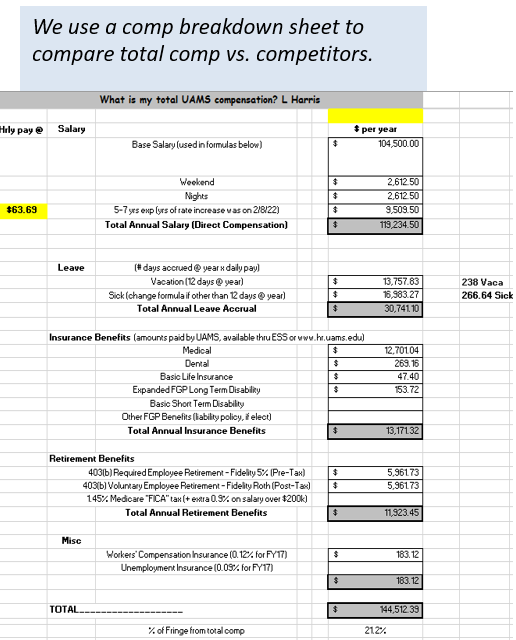 We use a comp breakdown sheet to
compare total comp vs. competitors.
What is my total UAMS compensation? L Harris
Hrly pay @ Salary $ per year
Base Salary (used in formulas below) $ 104,500.00
Weekend $ 2,612.50
Nights $ 2,612.50
$63.69 5-7 yrs exp (yrs of rate increase was on 2/8/22) $ 9,509.50
Total Annual Salary (Direct Compensation) $ 119,234.50
Leave (# days accrued @ year x daily pay)
Vacation (12 days @ year) $ 13,757.83 238 Vaca
Sick (change formula if other than 12 days @ year) $ 16,983.27 266.64 Sick
Total Annual Leave Accrual $ 30,741.10
Insurance Benefits (amounts paid by UAMS, available thru ESS or www.hr.uams.edu)
Medical $ 12,701.04
Dental $ 269.16
Basic Life Insurance $ 47.40
Expanded FGP Long Term Disability $ 153.72
Basic Short Term Disability
Other FGP Benefits (liability policy, if elect)
Total Annual Insurance Benefits $ 13,171.32
Retirement Benefits
403(b) Required Employee Retirement - Fidelity 5% (Pre-Tax) $ 5,961.73
403(b) Voluntary Employee Retirement - Fidelity Roth (Post-Tax) $ 5,961.73
1.45% Medicare "FICA" tax (+ extra 0.9% on salary over $200k)
Total Annual Retirement Benefits $ 11,923.45
Misc
Workers' Compensation Insurance (0.12% for FY17) $ 183.12
Unemployment Insurance (0.09% for FY17)
$ 183.12
TOTAL____________________ $ 144,512.39
% of Fringe from total comp 21.2%